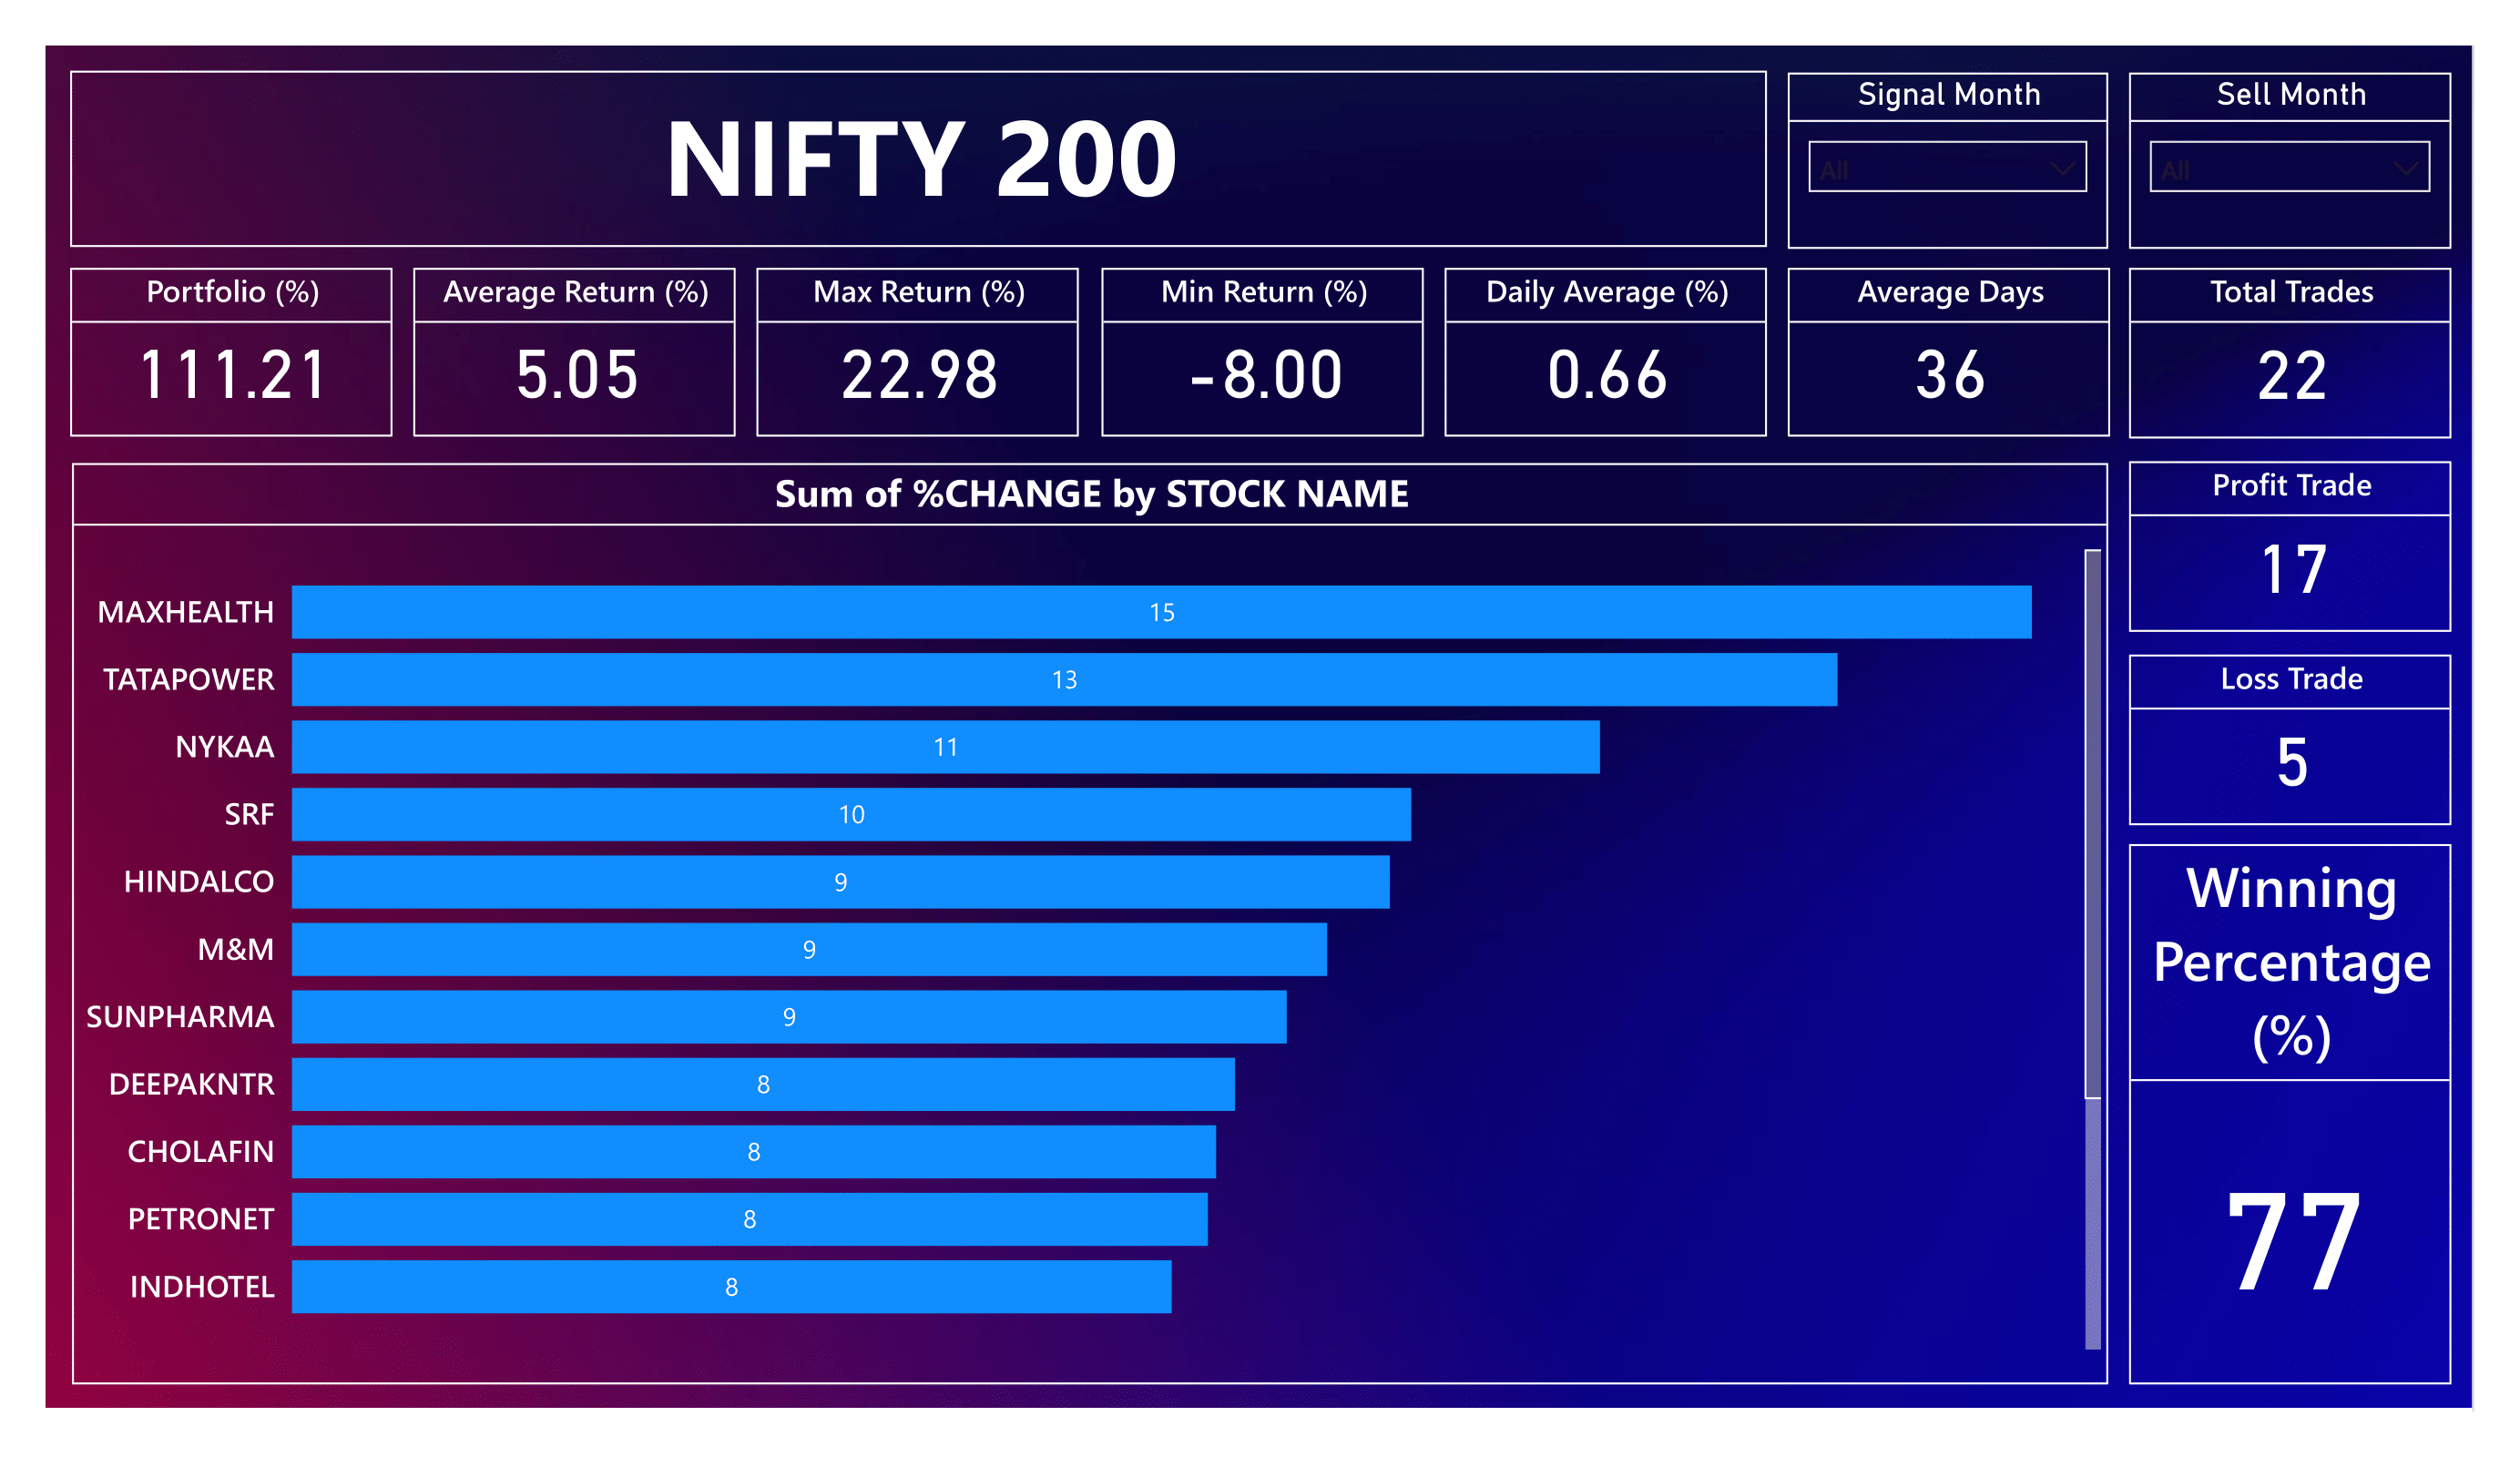 NIFTY 200
Signal Month
All
Sell Month
All
Portfolio (%)
111.21
Average Return (%)
5.05
Max Return (%)
22.98
Min Return (%)
-8.00
Daily Average (%)
0.66
Average Days
36
Total Trades
22
Sum of %CHANGE by STOCK NAME
MAXHEALTH 15
TATAPOWER 13
NYKAA 11
SRF 10
HINDALCO 9
M&M 9
SUNPHARMA 9
DEEPAKNTR 8
CHOLAFIN 8
PETRONET 8
INDHOTEL 8
Profit Trade
17
Loss Trade
5
Winning
Percentage
(%)
77